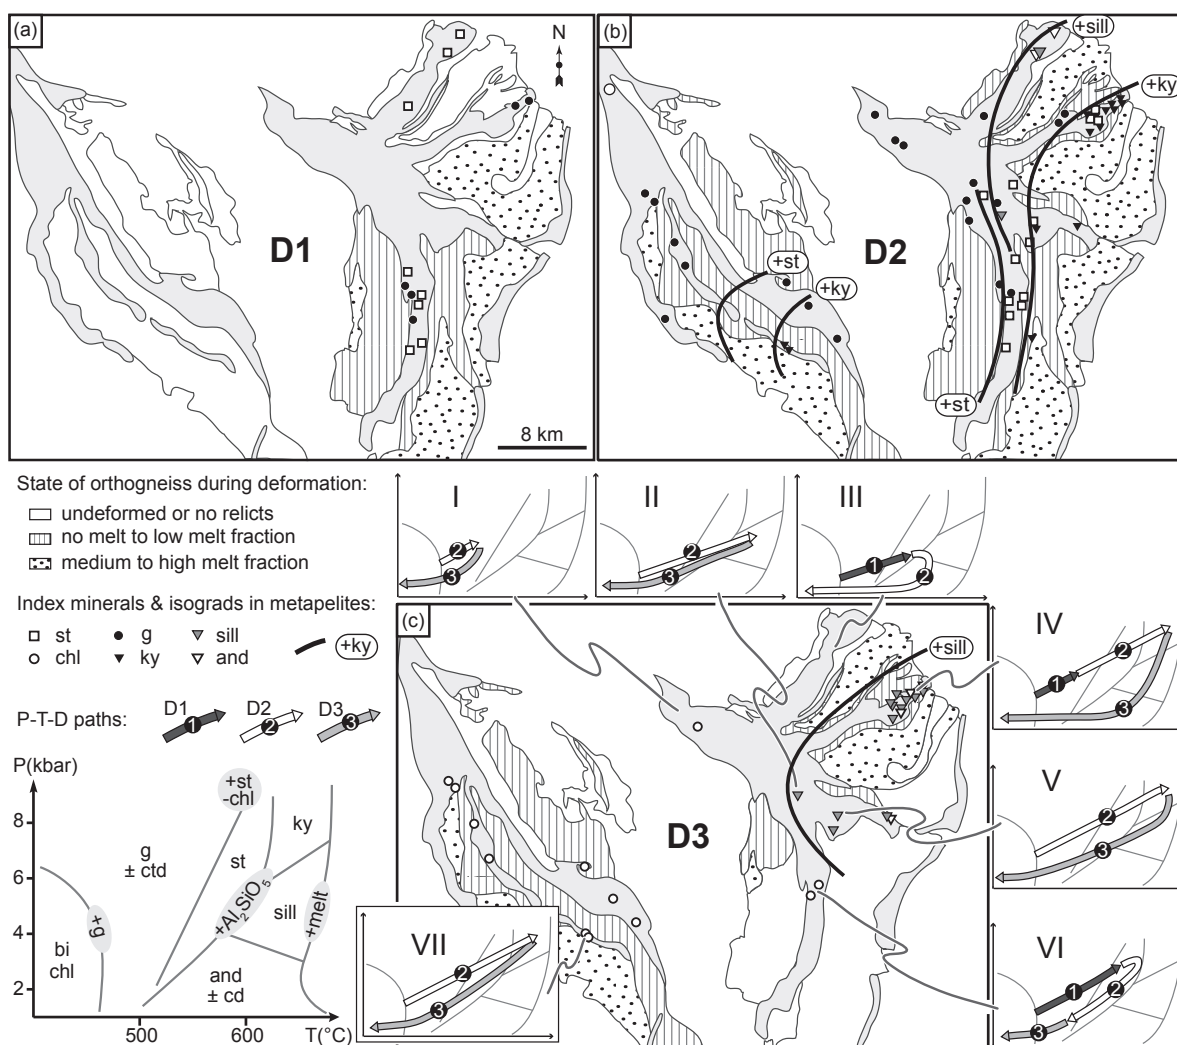 (a)
N
D1
8 km
(b)
+sill
+ky
D2
+st
+ky
+st
State of orthogneiss during deformation:
undeformed or no relicts
no melt to low melt fraction
medium to high melt fraction
Index minerals & isograds in metapelites:
st g sill
chl ky and
+ky
P-T-D paths:
D1 D2 D3
1 2 3
P(kbar)
8
6
4
2
+st
-chl
ky
g
± ctd
st
+Al2SiO5
sill
+melt
g+
bi
chl
and
± cd
500 600 T(°C)
I
2
3
II
2
3
III
1
2
(c)
+sill
D3
IV
1
2
3
V
2
3
VI
1
2
3
VII
2
3